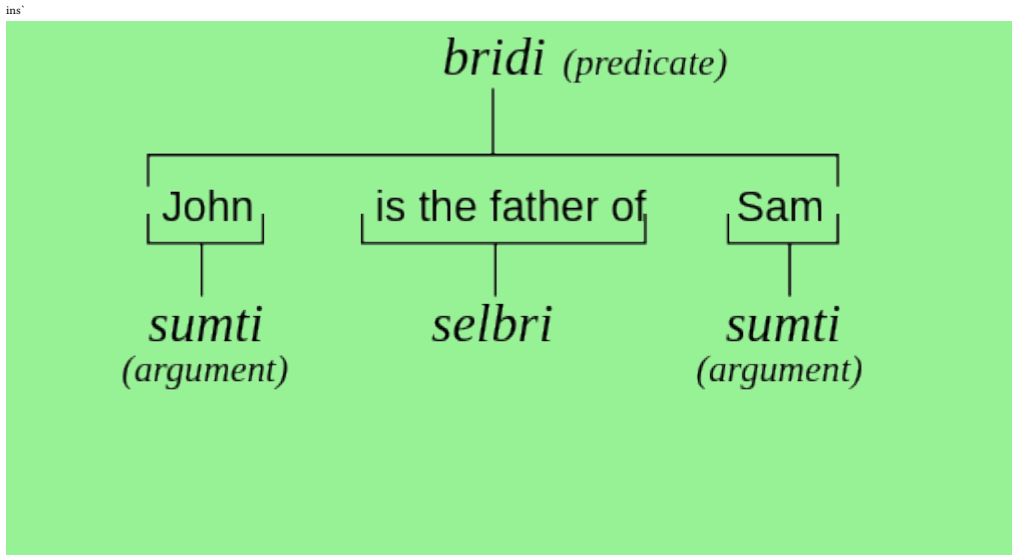 ins`
bridi (predicate)
John is the father of Sam
sumti selbri sumti
(argument) (argument)